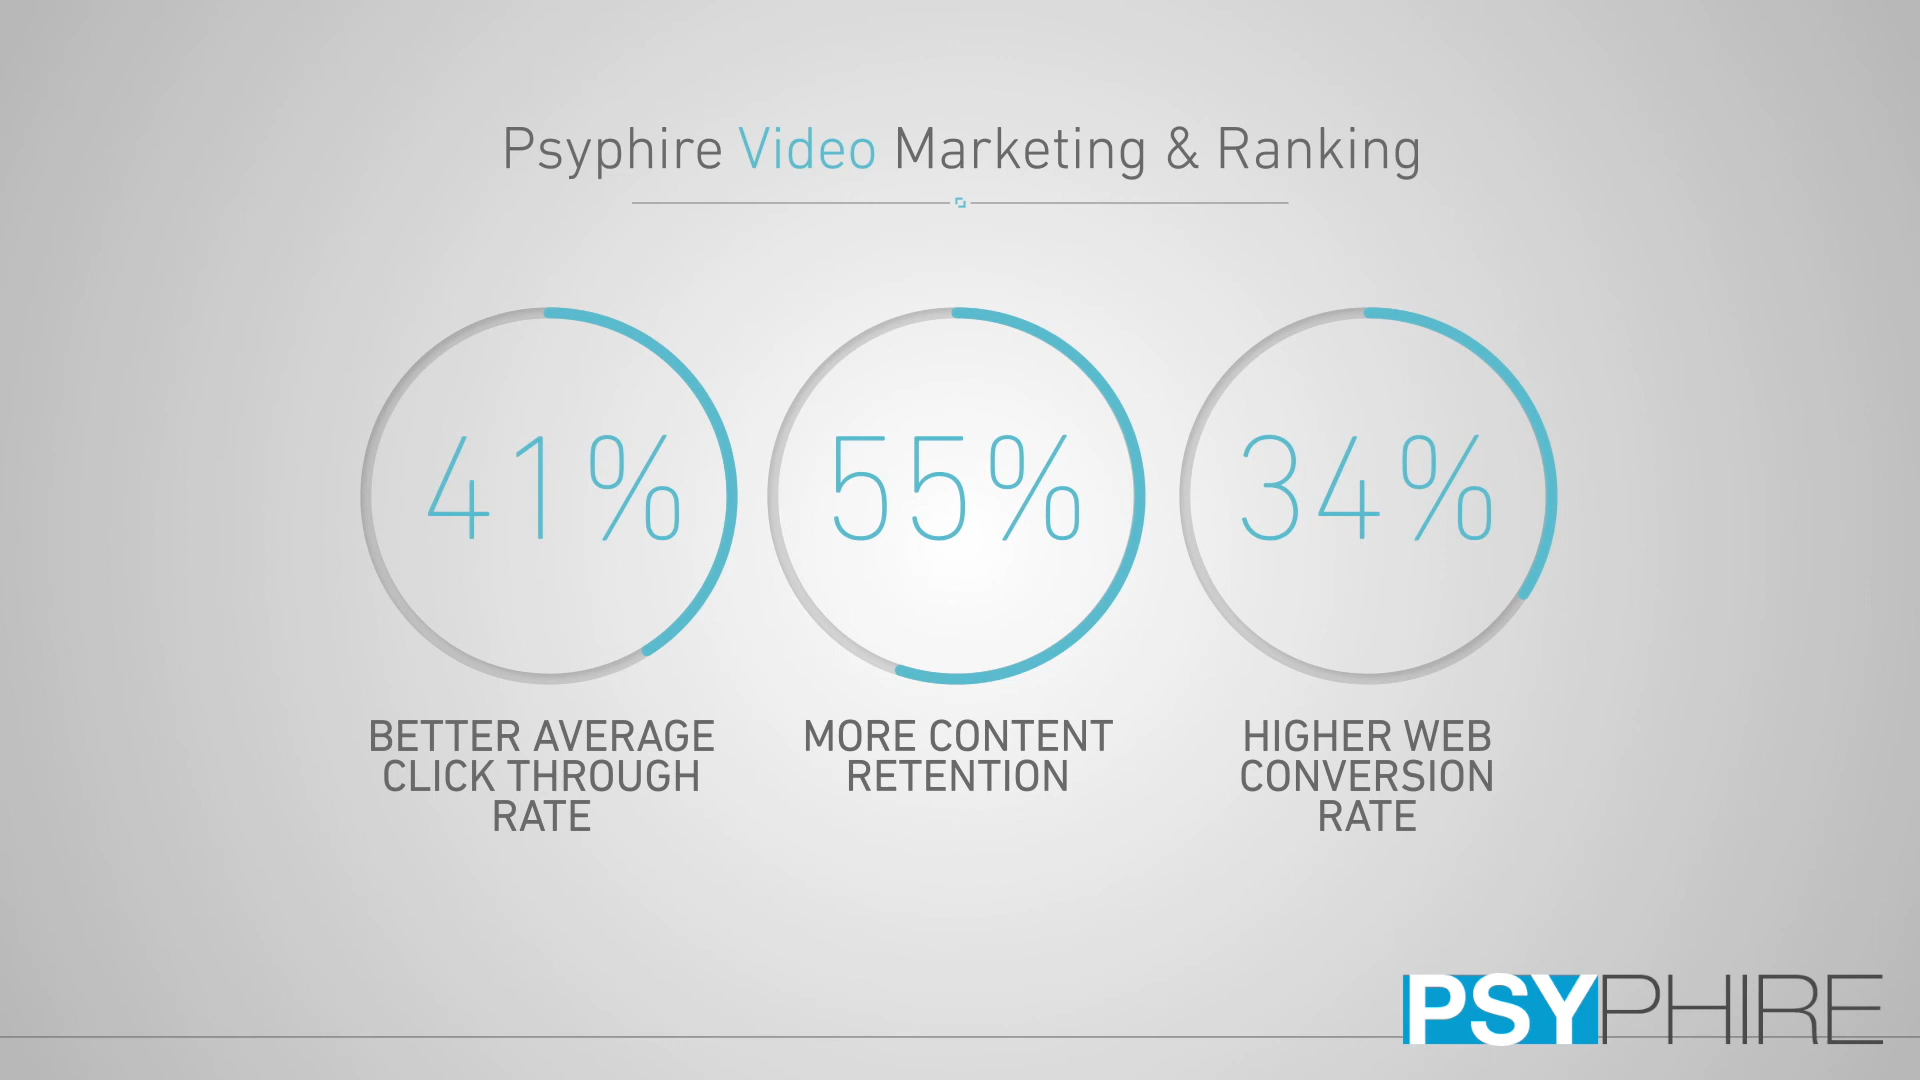 Psyphire Video Marketing & Ranking
41%
55%
34%
BETTER AVERAGE
CLICK THROUGH
RATE
MORE CONTENT
RETENTION
HIGHER WEB
CONVERSION
RATE
PSYPHIRE